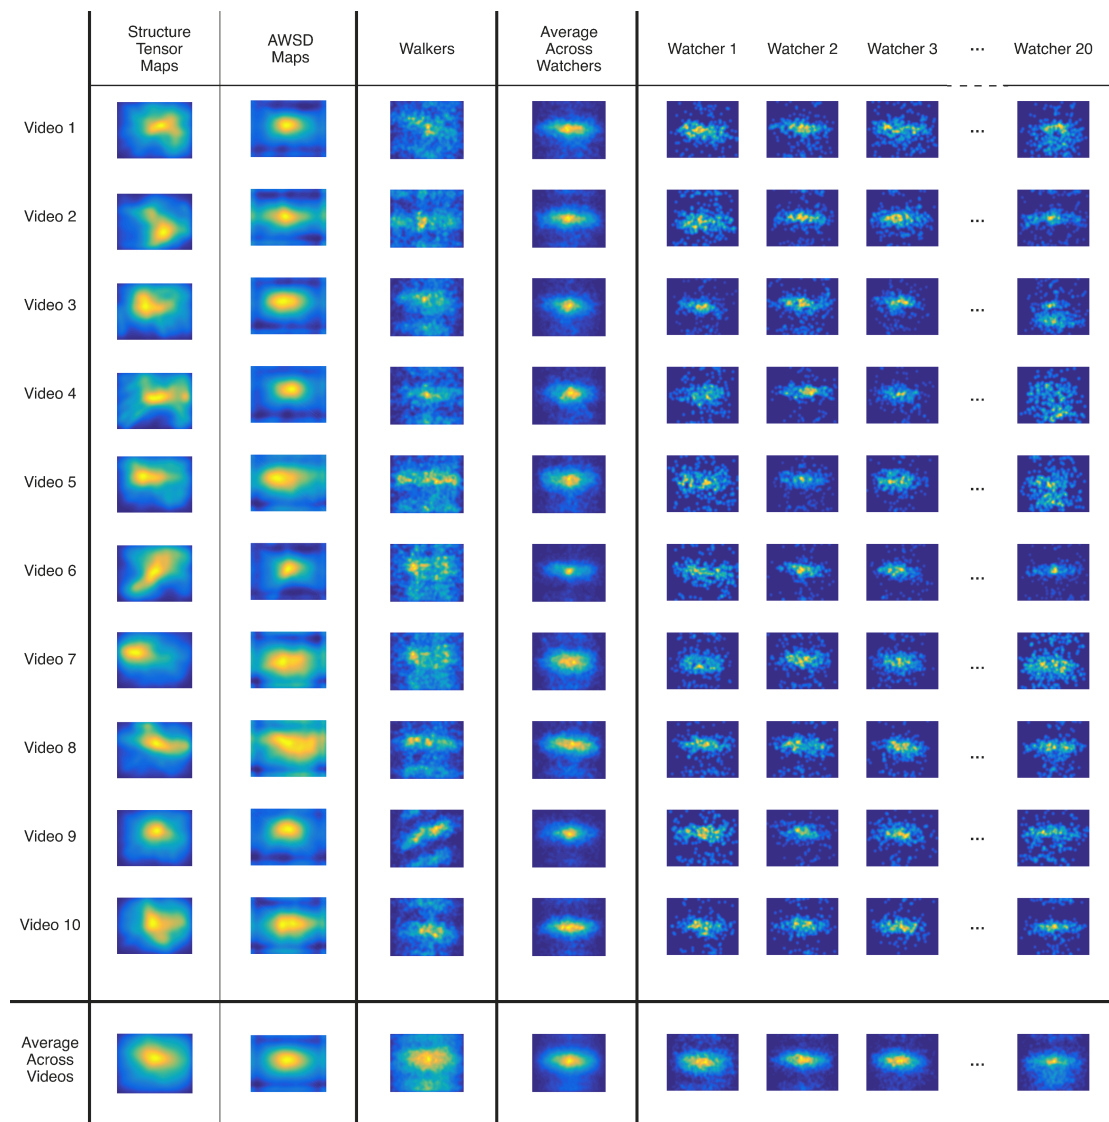 Structure
Tensor
Maps
AWSD
Maps
Walkers
Average
Across
Watchers
Watcher 1
Watcher 2
Watcher 3
...
Watcher 20
Video 1
...
Video 2
...
Video 3
...
Video 4
...
Video 5
...
Video 6
...
Video 7
...
Video 8
...
Video 9
...
Video 10
...
Average
Across
Videos
...